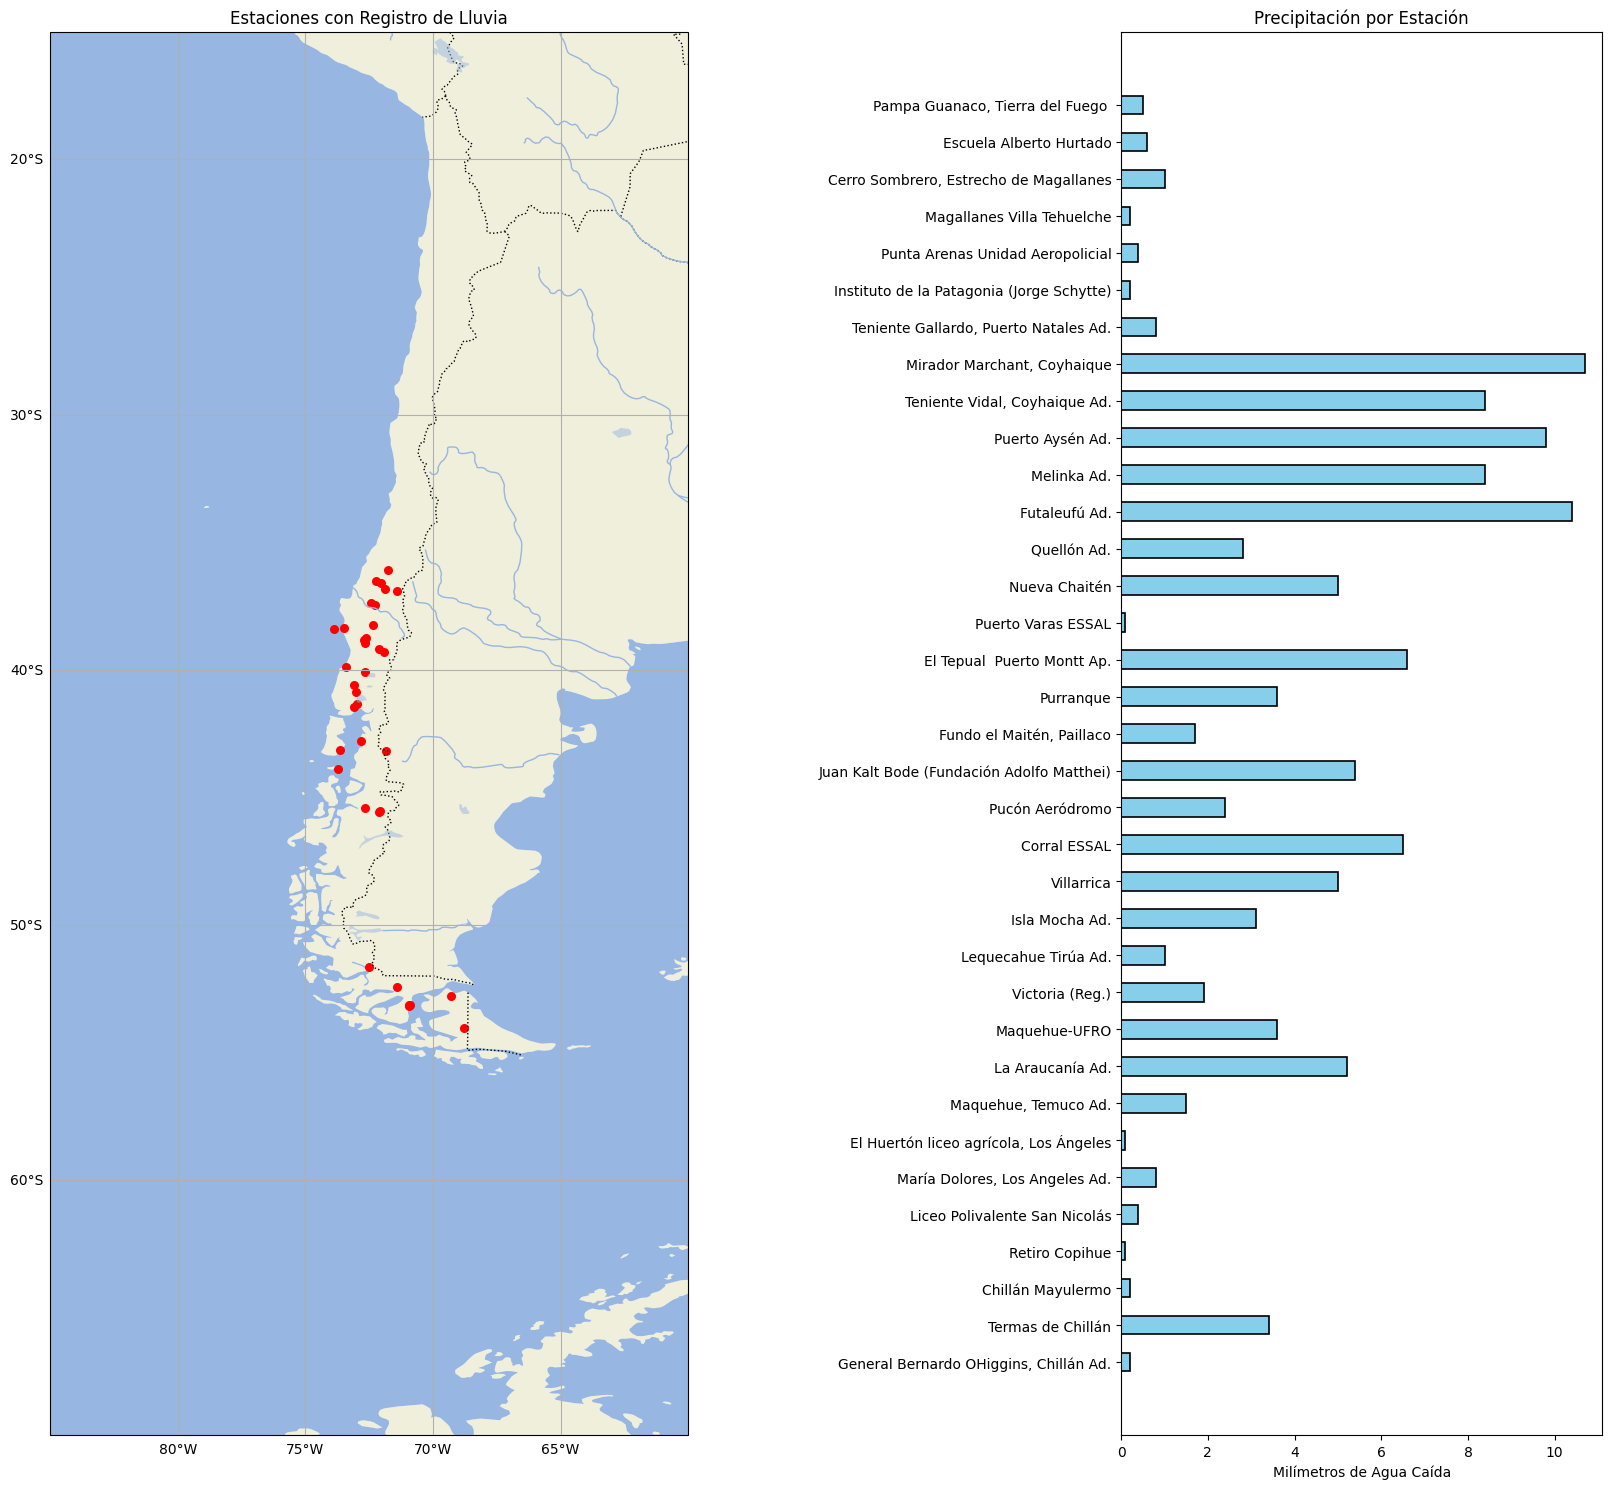 Estaciones con Registro de Lluvia
20°S
30°S
40°S
50°S
60°S
80°W
75°W
70°W
65°W
Precipitación por Estación
Pampa Guanaco, Tierra del Fuego
Escuela Alberto Hurtado
Cerro Sombrero, Estrecho de Magallanes
Magallanes Villa Tehuelche
Punta Arenas Unidad Aeropolicial
Instituto de la Patagonia (Jorge Schytte)
Teniente Gallardo, Puerto Natales Ad.
Mirador Marchant, Coyhaique
Teniente Vidal, Coyhaique Ad.
Puerto Aysén Ad.
Melinka Ad.
Futaleufú Ad.
Quellón Ad.
Nueva Chaitén
Puerto Varas ESSAL
El Tepual  Puerto Montt Ap.
Purranque
Fundo el Maitén, Paillaco
Juan Kalt Bode (Fundación Adolfo Matthei)
Pucón Aeródromo
Corral ESSAL
Villarrica
Isla Mocha Ad.
Lequecahue Tirúa Ad.
Victoria (Reg.)
Maquehue-UFRO
La Araucanía Ad.
Maquehue, Temuco Ad.
El Huertón liceo agrícola, Los Ángeles
María Dolores, Los Angeles Ad.
Liceo Polivalente San Nicolás
Retiro Copihue
Chillán Mayulermo
Termas de Chillán
General Bernardo OHiggins, Chillán Ad.
0
2
4
6
8
10
Milímetros de Agua Caída